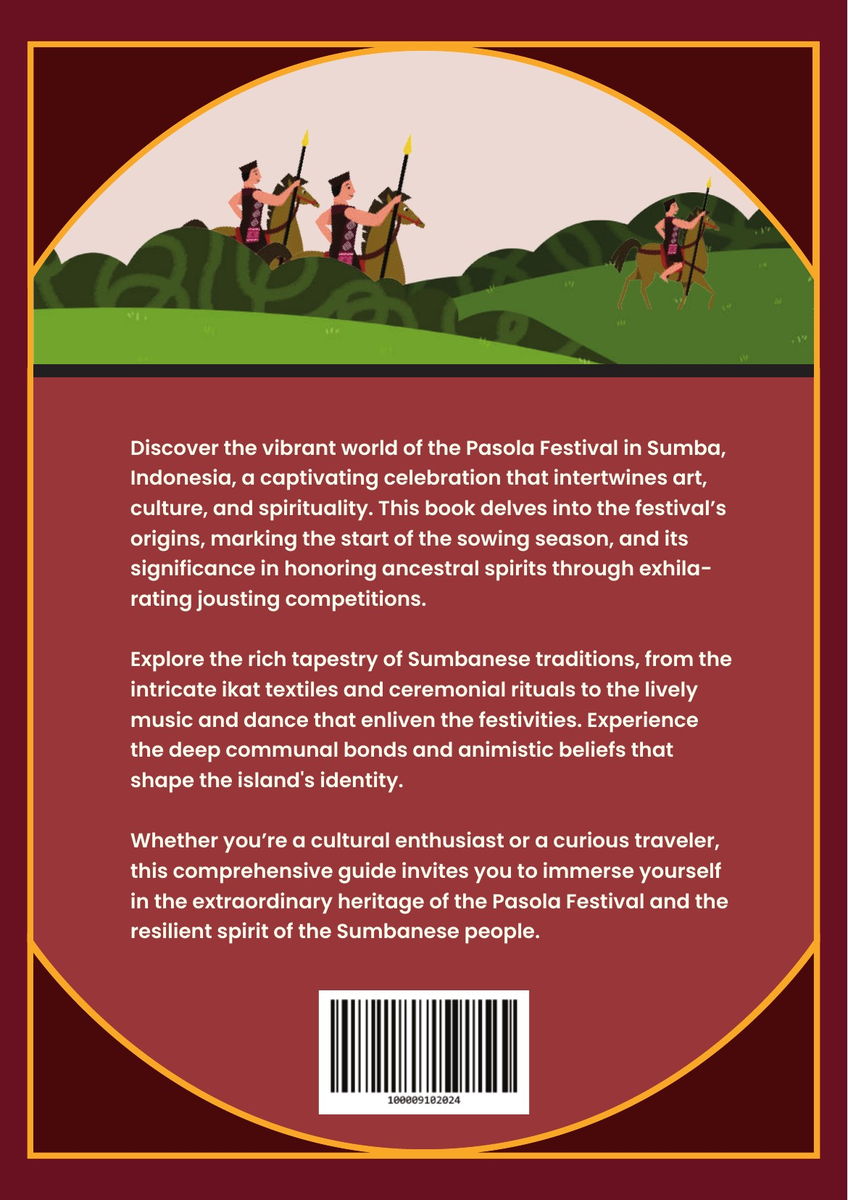 Discover the vibrant world of the Pasola Festival in Sumba,
Indonesia, a captivating celebration that intertwines art,
culture, and spirituality. This book delves into the festival’s
origins, marking the start of the sowing season, and its
significance in honoring ancestral spirits through exhila-
rating jousting competitions.
Explore the rich tapestry of Sumbanese traditions, from the
intricate ikat textiles and ceremonial rituals to the lively
music and dance that enliven the festivities. Experience
the deep communal bonds and animistic beliefs that
shape the island's identity.
Whether you’re a cultural enthusiast or a curious traveler,
this comprehensive guide invites you to immerse yourself
in the extraordinary heritage of the Pasola Festival and the
resilient spirit of the Sumbanese people.
100009102024